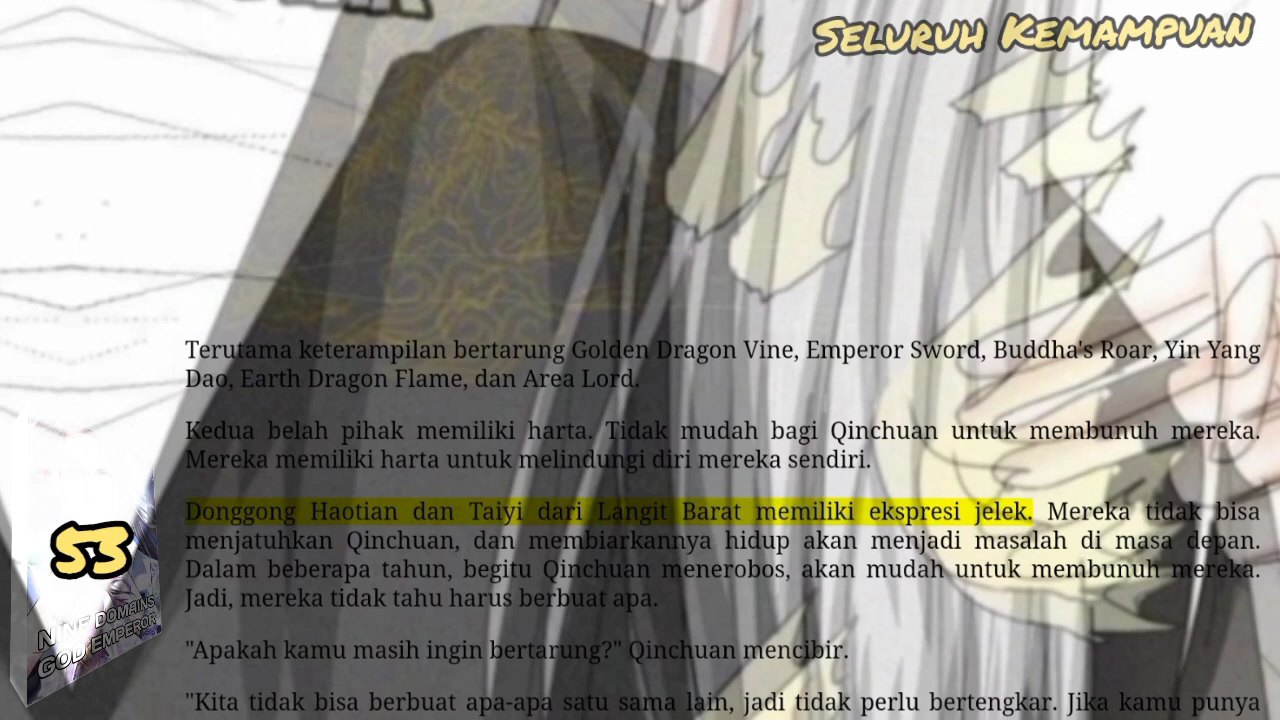 Seluruh Kemampuan
Terutama keterampilan bertarung Golden Dragon Vine, Emperor Sword, Buddha's Roar, Yin Yang
Dao, Earth Dragon Flame, dan Area Lord.
Kedua belah pihak memiliki harta. Tidak mudah bagi Qinchuan untuk membunuh mereka.
Mereka memiliki harta untuk melindungi diri mereka sendiri.
Donggong Haotian dan Taiyi dari Langit Barat memiliki ekspresi jelek. Mereka tidak bisa
menjatuhkan Qinchuan, dan membiarkannya hidup akan menjadi masalah di masa depan.
Dalam beberapa tahun, begitu Qinchuan menerobos, akan mudah untuk membunuh mereka.
Jadi, mereka tidak tahu harus berbuat apa.
"Apakah kamu masih ingin bertarung?" Qinchuan mencibir.
"Kita tidak bisa berbuat apa-apa satu sama lain, jadi tidak perlu bertengkar. Jika kamu punya
53
NINE DOMAINS
GOD EMPEROR